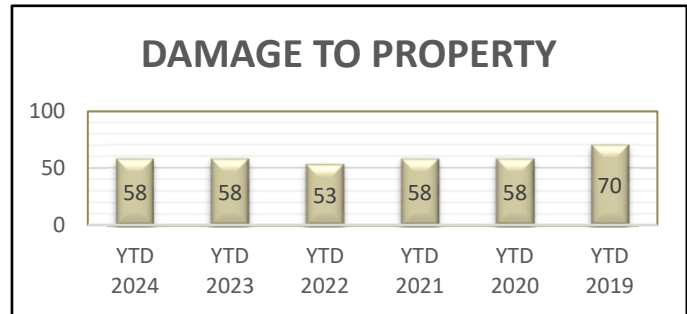 DAMAGE TO PROPERTY
100
50
0
58 58 53 58 58 70
YTD YTD YTD YTD YTD YTD
2024 2023 2022 2021 2020 2019